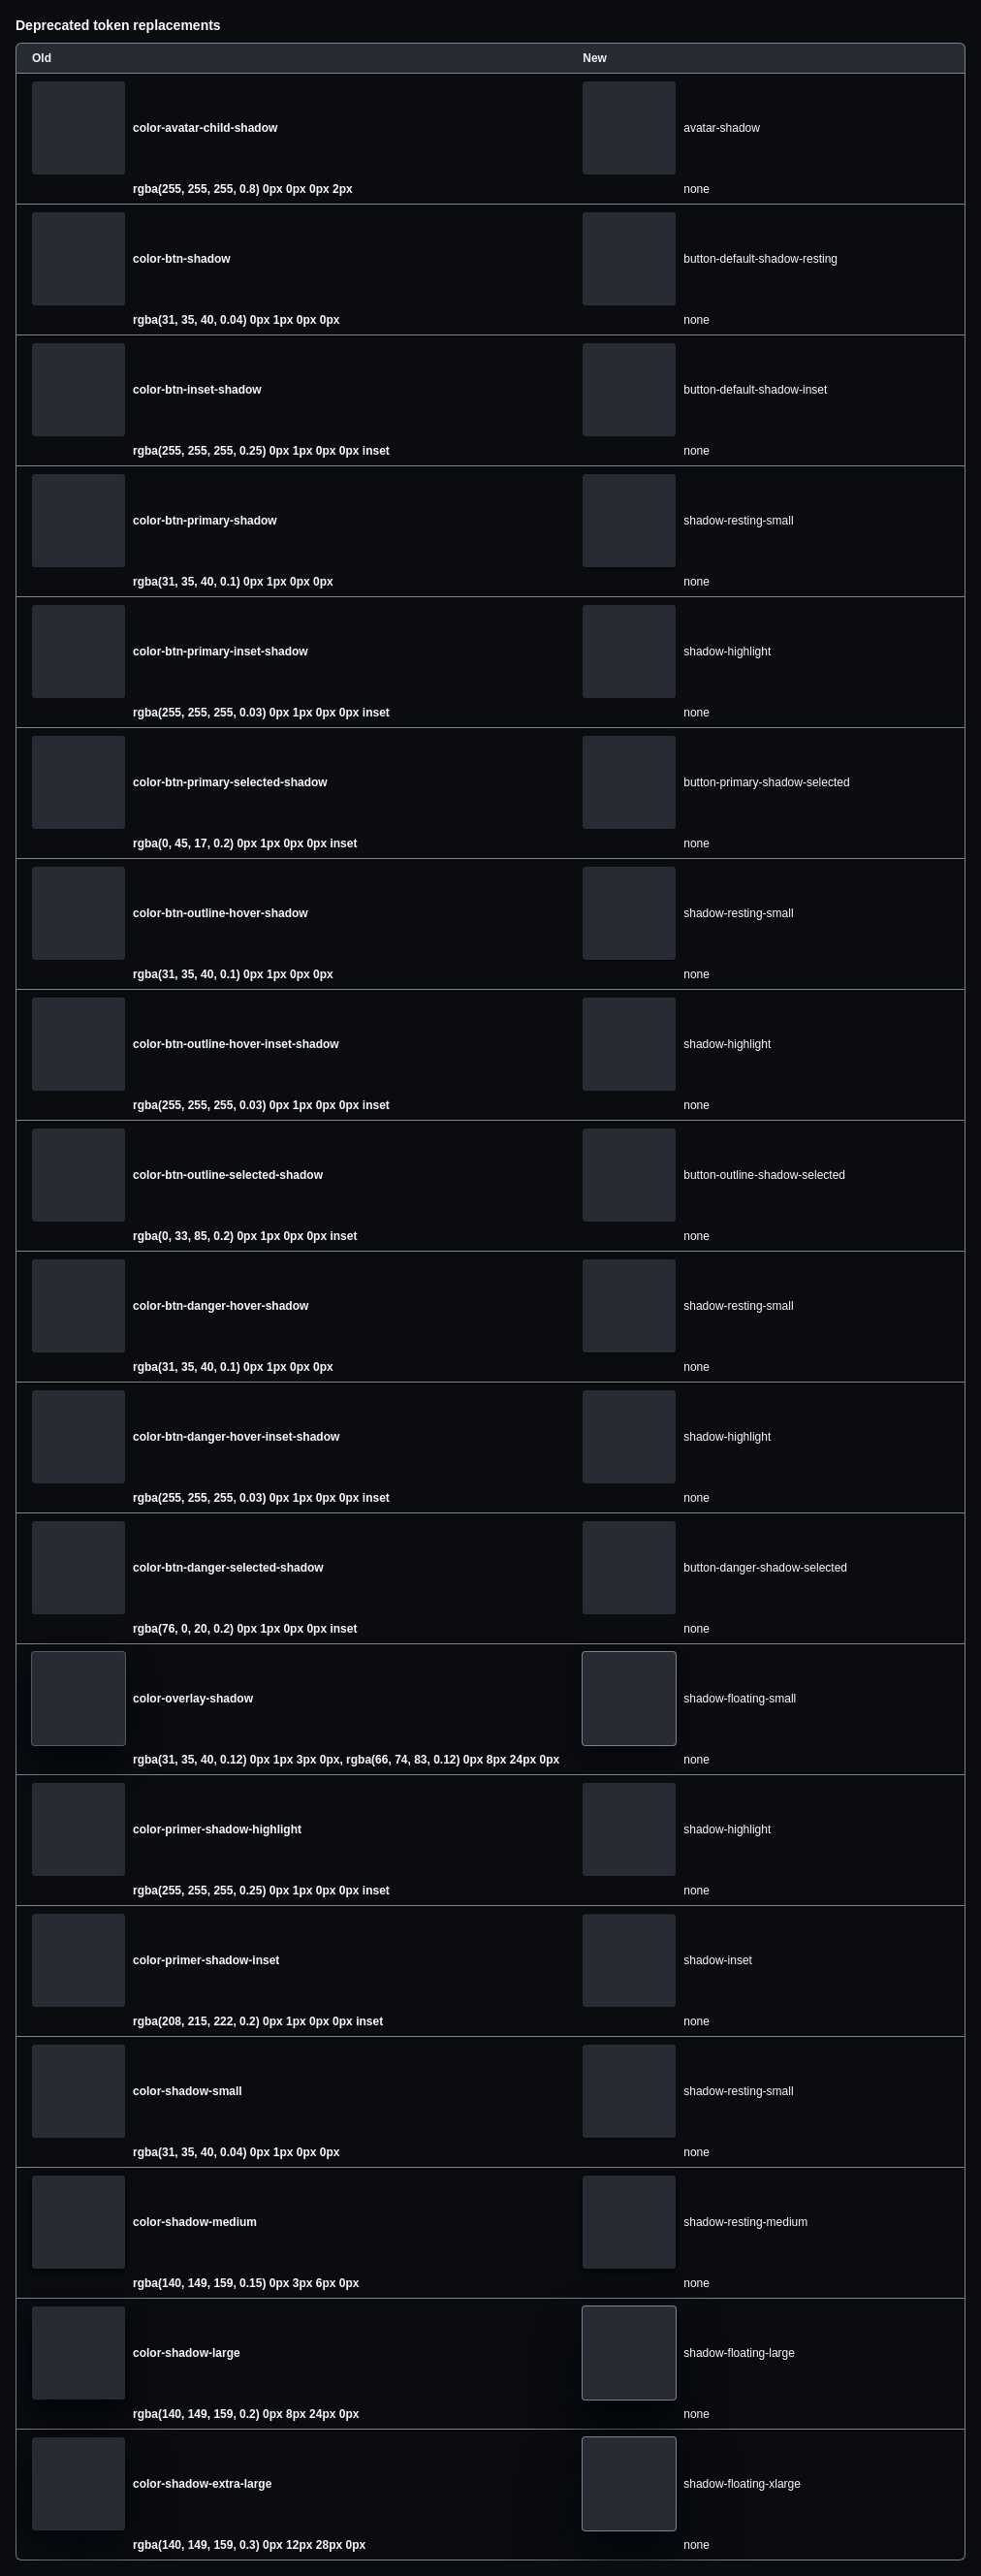 Deprecated token replacements
Old New
color-avatar-child-shadow avatar-shadow
rgba(255, 255, 255, 0.8) 0px 0px 0px 2px none
color-btn-shadow button-default-shadow-resting
rgba(31, 35, 40, 0.04) 0px 1px 0px 0px none
color-btn-inset-shadow button-default-shadow-inset
rgba(255, 255, 255, 0.25) 0px 1px 0px 0px inset none
color-btn-primary-shadow shadow-resting-small
rgba(31, 35, 40, 0.1) 0px 1px 0px 0px none
color-btn-primary-inset-shadow shadow-highlight
rgba(255, 255, 255, 0.03) 0px 1px 0px 0px inset none
color-btn-primary-selected-shadow button-primary-shadow-selected
rgba(0, 45, 17, 0.2) 0px 1px 0px 0px inset none
color-btn-outline-hover-shadow shadow-resting-small
rgba(31, 35, 40, 0.1) 0px 1px 0px 0px none
color-btn-outline-hover-inset-shadow shadow-highlight
rgba(255, 255, 255, 0.03) 0px 1px 0px 0px inset none
color-btn-outline-selected-shadow button-outline-shadow-selected
rgba(0, 33, 85, 0.2) 0px 1px 0px 0px inset none
color-btn-danger-hover-shadow shadow-resting-small
rgba(31, 35, 40, 0.1) 0px 1px 0px 0px none
color-btn-danger-hover-inset-shadow shadow-highlight
rgba(255, 255, 255, 0.03) 0px 1px 0px 0px inset none
color-btn-danger-selected-shadow button-danger-shadow-selected
rgba(76, 0, 20, 0.2) 0px 1px 0px 0px inset none
color-overlay-shadow shadow-floating-small
rgba(31, 35, 40, 0.12) 0px 1px 3px 0px, rgba(66, 74, 83, 0.12) 0px 8px 24px 0px none
color-primer-shadow-highlight shadow-highlight
rgba(255, 255, 255, 0.25) 0px 1px 0px 0px inset none
color-primer-shadow-inset shadow-inset
rgba(208, 215, 222, 0.2) 0px 1px 0px 0px inset none
color-shadow-small shadow-resting-small
rgba(31, 35, 40, 0.04) 0px 1px 0px 0px none
color-shadow-medium shadow-resting-medium
rgba(140, 149, 159, 0.15) 0px 3px 6px 0px none
color-shadow-large shadow-floating-large
rgba(140, 149, 159, 0.2) 0px 8px 24px 0px none
color-shadow-extra-large shadow-floating-xlarge
rgba(140, 149, 159, 0.3) 0px 12px 28px 0px none